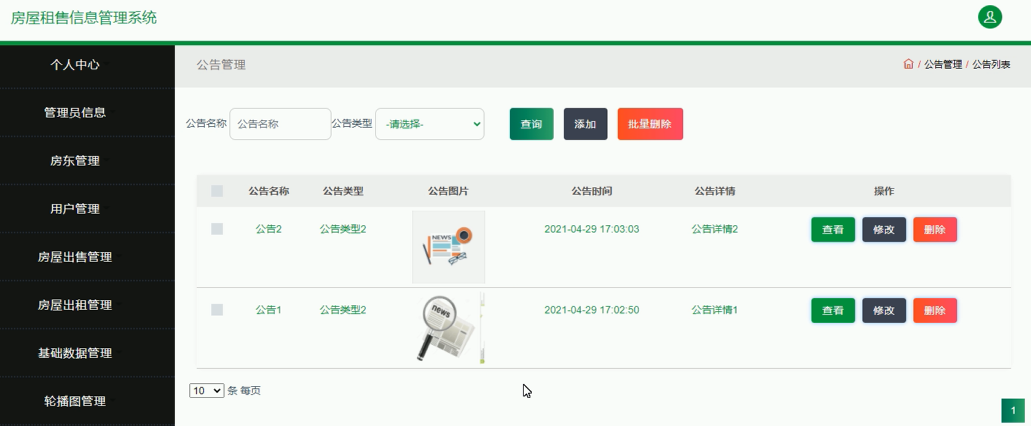 房屋租售信息管理系统
个人中心
管理员信息
房东管理
用户管理
房屋出售管理
房屋出租管理
基础数据管理
轮播图管理
公告管理
/ 公告管理 / 公告列表
公告名称 公告名称 公告类型 -请选择- 查询 添加 批量删除
公告名称 公告类型 公告图片 公告时间 公告详情 操作
公告2 公告类型2 NEWS 2021-04-29 17:03:03 公告详情2 查看 修改 删除
公告1 公告类型2 news 2021-04-29 17:02:50 公告详情1 查看 修改 删除
10 条 每页
1